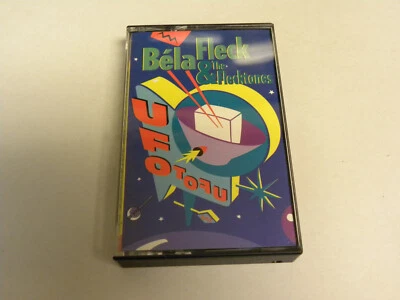 Béla Fleck
& The
Flecktones
UFO TOFU